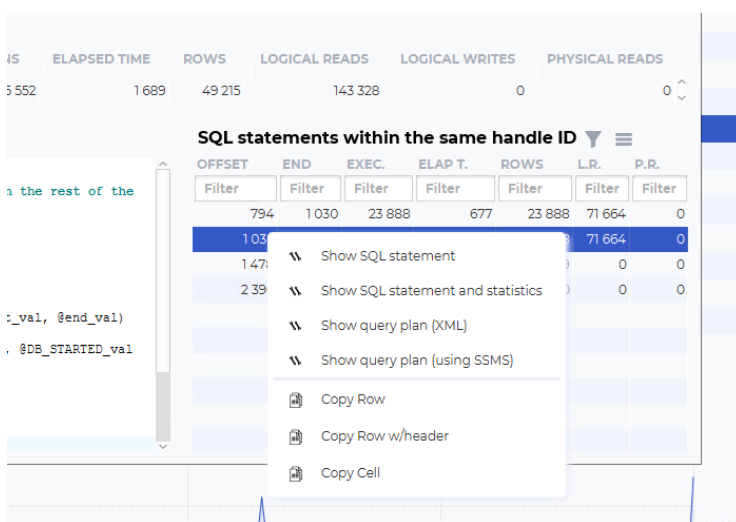 ELAPSED TIME ROWS LOGICAL READS LOGICAL WRITES PHYSICAL READS
552 1 689 49 215 143 328 0 0
SQL statements within the same handle ID
OFFSET END EXEC. ELAP T. ROWS L.R. P.R.
the rest of the
Filter Filter Filter Filter Filter Filter Filter
794 1 030 23 888 677 23 888 71 664 0
71 664 0
Show SQL statement
0 0
Show SQL statement and statistics
0 0
_val, @end_val)
Show query plan (XML)
, @DB_STARTED_val
Show query plan (using SSMS)
Copy Row
Copy Row w/header
Copy Cell